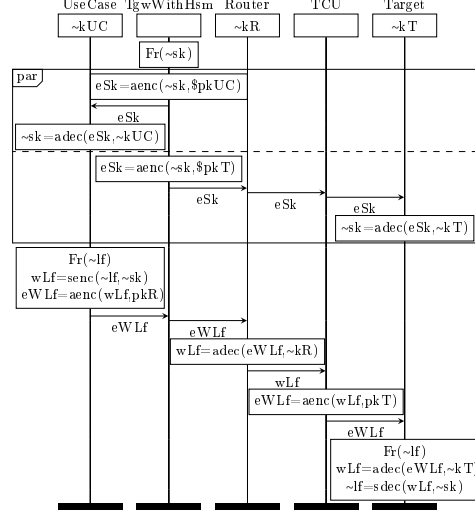 UseCase TgwWithHsm Router TCU Target
~kUC ~kR ~kT
Fr(~sk)
par
eSk=aenc(~sk,$pkUC)
eSk
~sk=adec(eSk,~kUC)
eSk=aenc(~sk,$pkT)
eSk
eSk
eSk
~sk=adec(eSk,~kT)
Fr(~lf)
wLf=senc(~lf,~sk)
eWLf=aenc(wLf,pkR)
eWLf
eWLf
wLf=adec(eWLf,~kR)
wLf
eWLf=aenc(wLf,pkT)
eWLf
Fr(~lf)
wLf=adec(eWLf,~kT)
~lf=sdec(wLf,~sk)